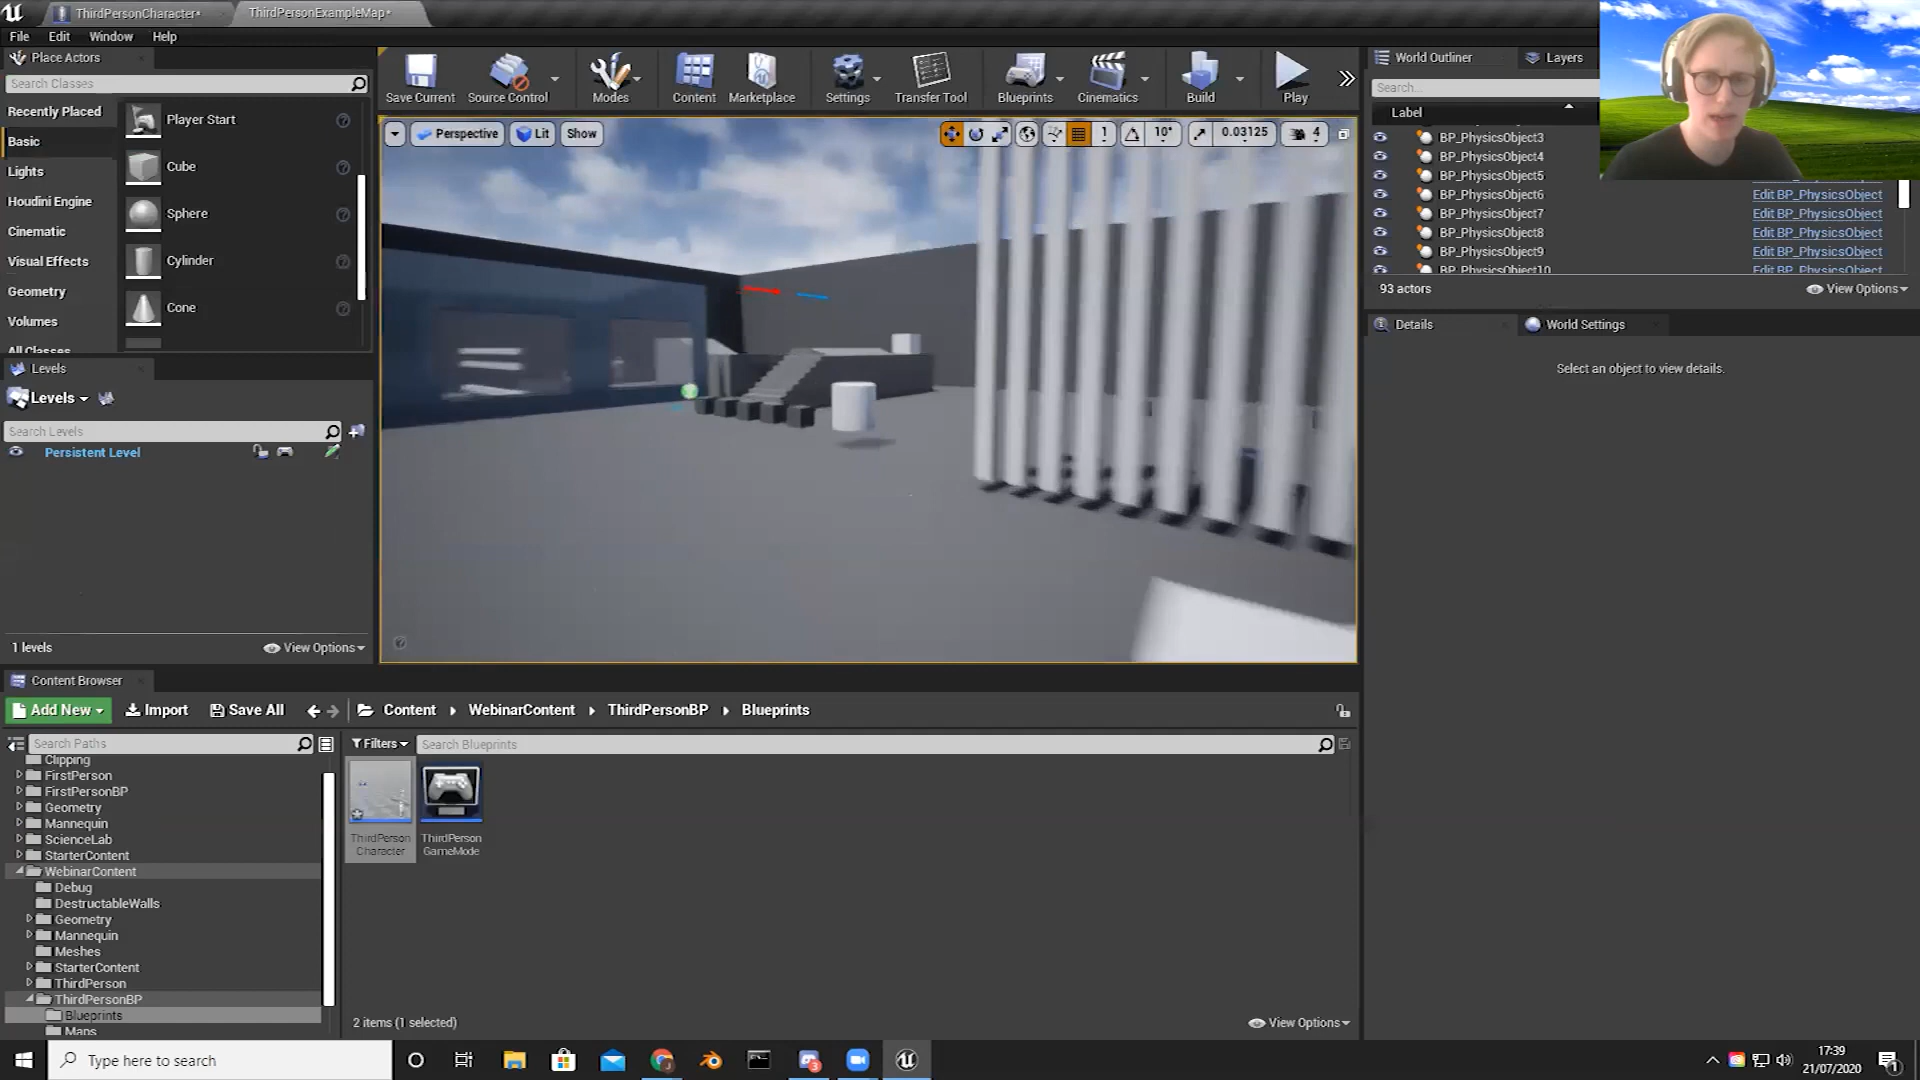 ThirdPersonCharacter*
ThirdPersonExampleMap*
File Edit Window Help
Place Actors
Search Classes
Recently Placed
Basic
Lights
Houdini Engine
Cinematic
Visual Effects
Geometry
Volumes
All Classes
Player Start
Cube
Sphere
Cylinder
Cone
Levels
Levels
Search Levels
Persistent Level
1 levels
View Options
Save Current
Source Control
Modes
Content
Marketplace
Settings
Transfer Tool
Blueprints
Cinematics
Build
Play
Perspective
Lit
Show
1
10°
0.03125
4
World Outliner
Layers
Search...
Label
BP_PhysicsObject3
BP_PhysicsObject4
BP_PhysicsObject5
BP_PhysicsObject6 Edit BP_PhysicsObject
BP_PhysicsObject7 Edit BP_PhysicsObject
BP_PhysicsObject8 Edit BP_PhysicsObject
BP_PhysicsObject9 Edit BP_PhysicsObject
BP_PhysicsObject10 Edit BP_PhysicsObject
93 actors
View Options
Details
World Settings
Select an object to view details.
Content Browser
Add New
Import
Save All
Content
WebinarContent
ThirdPersonBP
Blueprints
Search Paths
Filters
Search Blueprints
Clipping
FirstPerson
FirstPersonBP
Geometry
Mannequin
ScienceLab
StarterContent
WebinarContent
Debug
DestructableWalls
Geometry
Mannequin
Meshes
StarterContent
ThirdPerson
ThirdPersonBP
Blueprints
Maps
ThirdPerson
Character
ThirdPerson
GameMode
2 items (1 selected)
View Options
Type here to search
3
17:39
21/07/2020
1